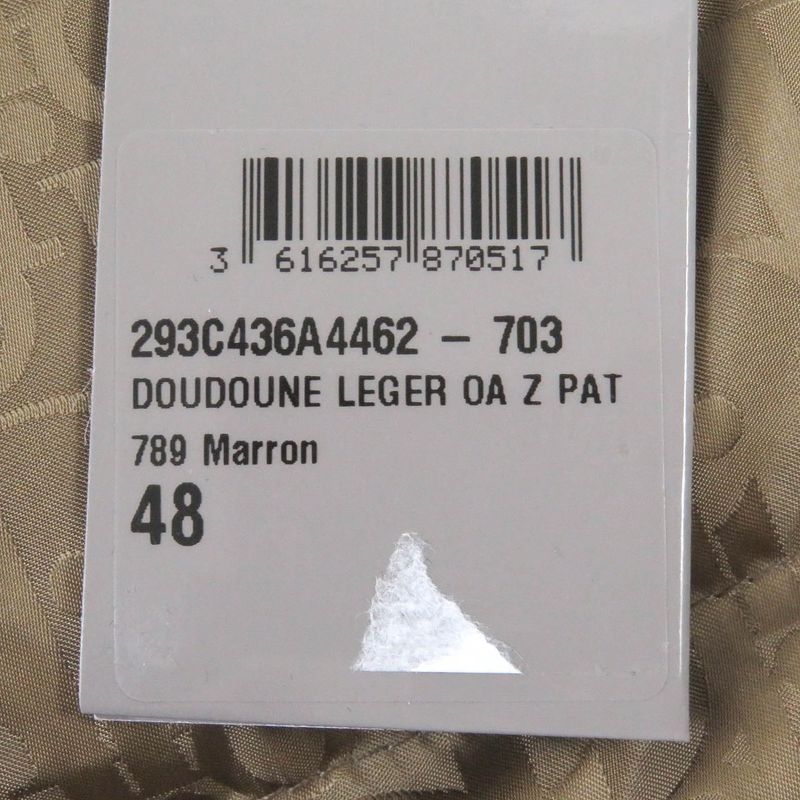 3 616257 870517
293C436A4462 - 703
DOUDOUNE LEGER OA Z PAT
789 Marron
48